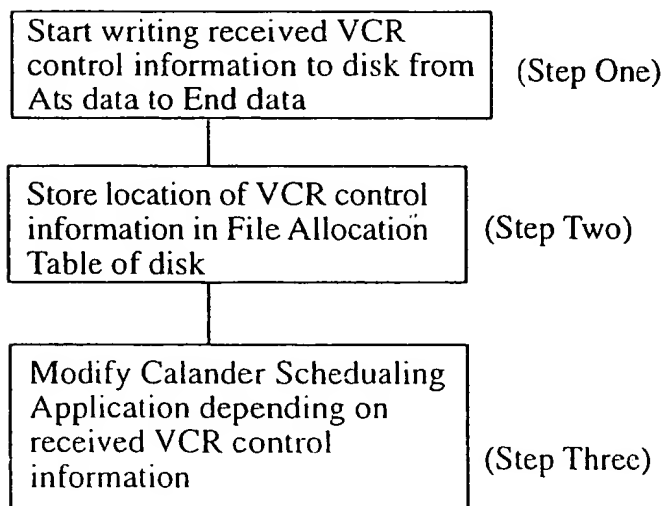 Start writing received VCR
control information to disk from
Ats data to End data
(Step One)
Store location of VCR control
information in File Allocation
Table of disk
(Step Two)
Modify Calander Schedualing
Application depending on
received VCR control
information
(Step Three)